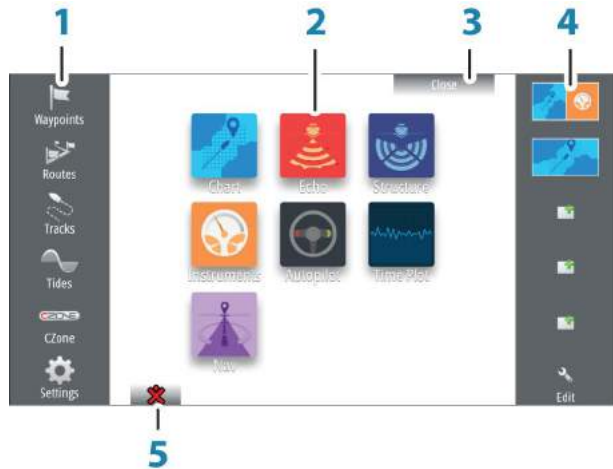 1
2
3
4
Close
Waypoints
Chart
Echo
Structure
Routes
Tracks
Instruments
Autopilot
Time Plot
Tides
CZONE
CZone
Nav
Settings
Edit
5